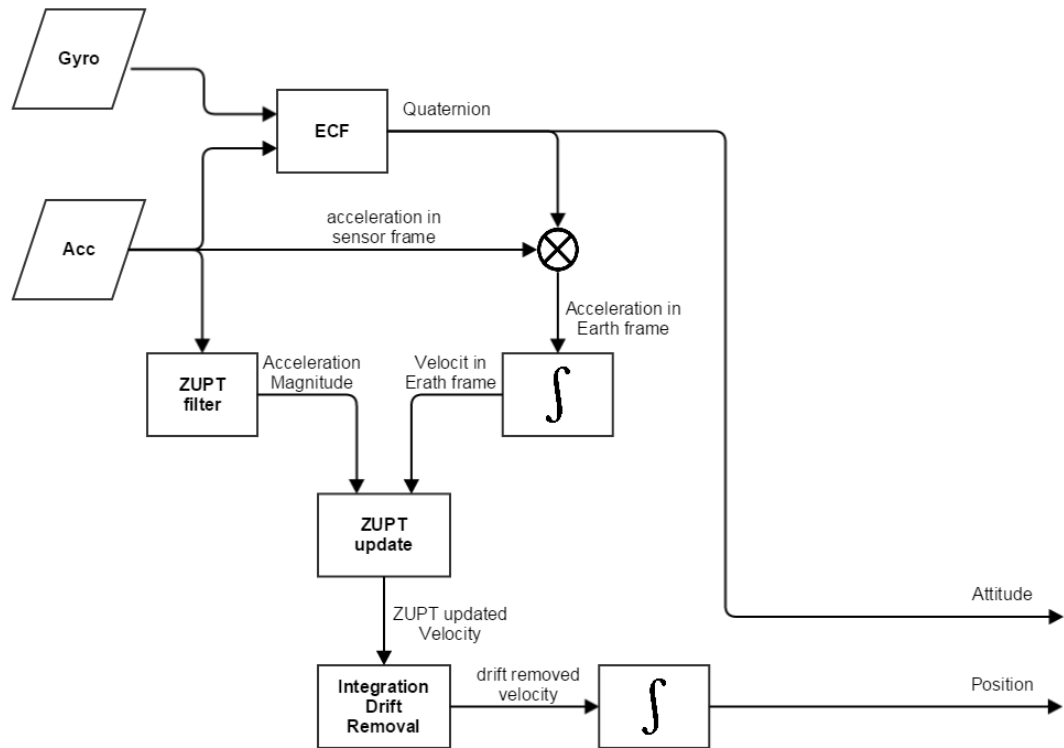 Gyro
Quaternion
ECF
acceleration in
sensor frame
Acc
Acceleration in
Earth frame
Acceleration
Magnitude
Velocit in
Erath frame
ZUPT
filter
∫
ZUPT
update
Attitude
ZUPT updated
Velocity
Integration
Drift
Removal
drift removed
velocity
∫
Position